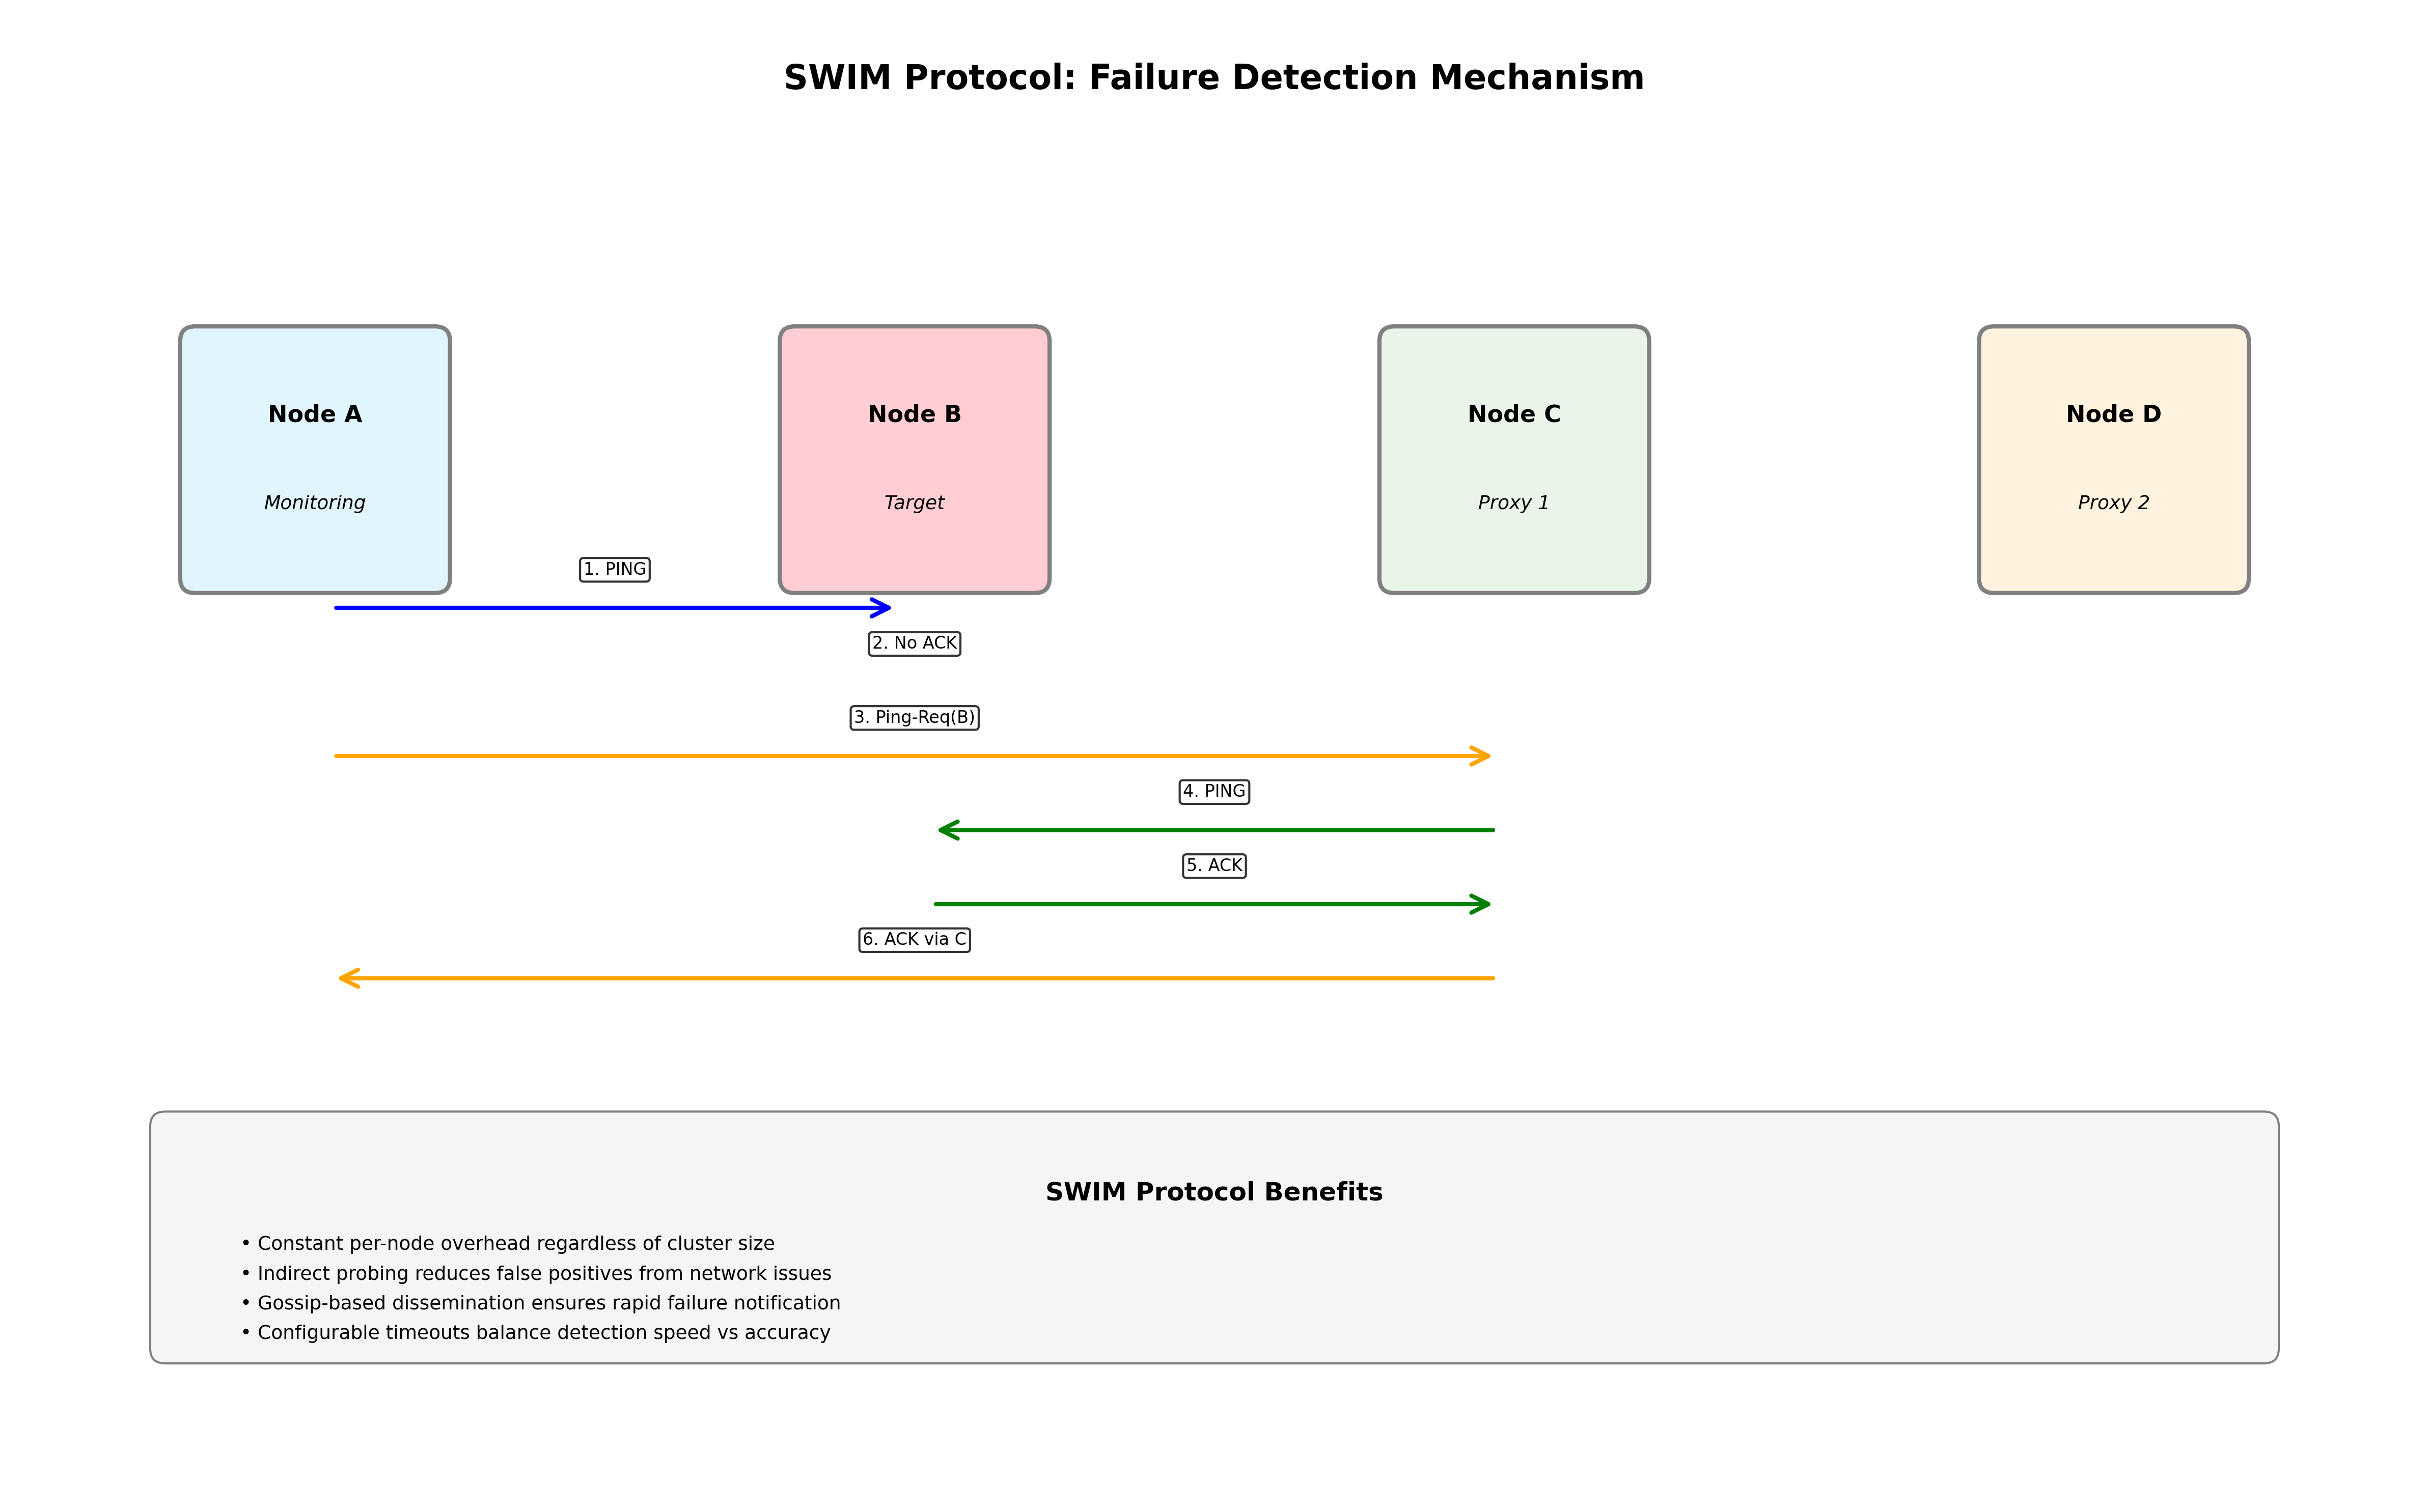 SWIM Protocol: Failure Detection Mechanism
Node A
Monitoring
Node B
Target
Node C
Proxy 1
Node D
Proxy 2
1. PING
2. No ACK
3. Ping-Req(B)
4. PING
5. ACK
6. ACK via C
SWIM Protocol Benefits
• Constant per-node overhead regardless of cluster size
• Indirect probing reduces false positives from network issues
• Gossip-based dissemination ensures rapid failure notification
• Configurable timeouts balance detection speed vs accuracy